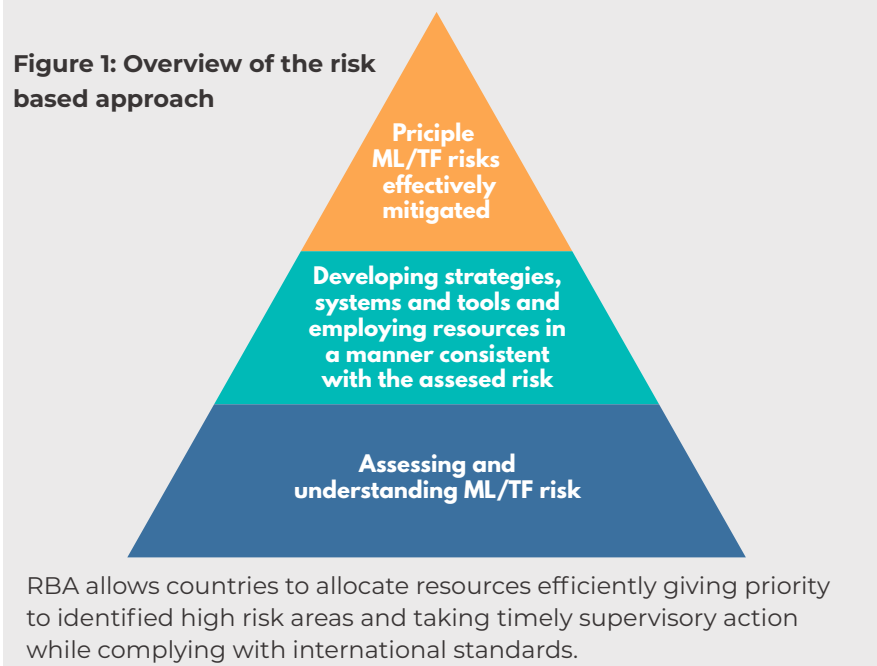 Figure 1: Overview of the risk
based approach
Priciple
ML/TF risks
effectively
mitigated
Developing strategies,
systems and tools and
employing resources in
a manner consistent
with the assesed risk
Assessing and
understanding ML/TF risk
RBA allows countries to allocate resources efficiently giving priority
to identified high risk areas and taking timely supervisory action
while complying with international standards.